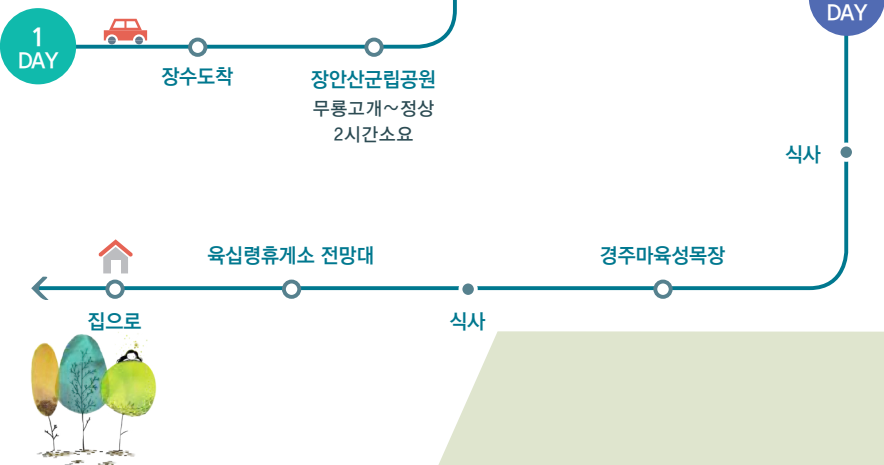 1
DAY
장수도착
장안산군립공원
무룡고개~정상
2시간소요
DAY
식사
경주마육성목장
식사
육십령휴게소 전망대
집으로